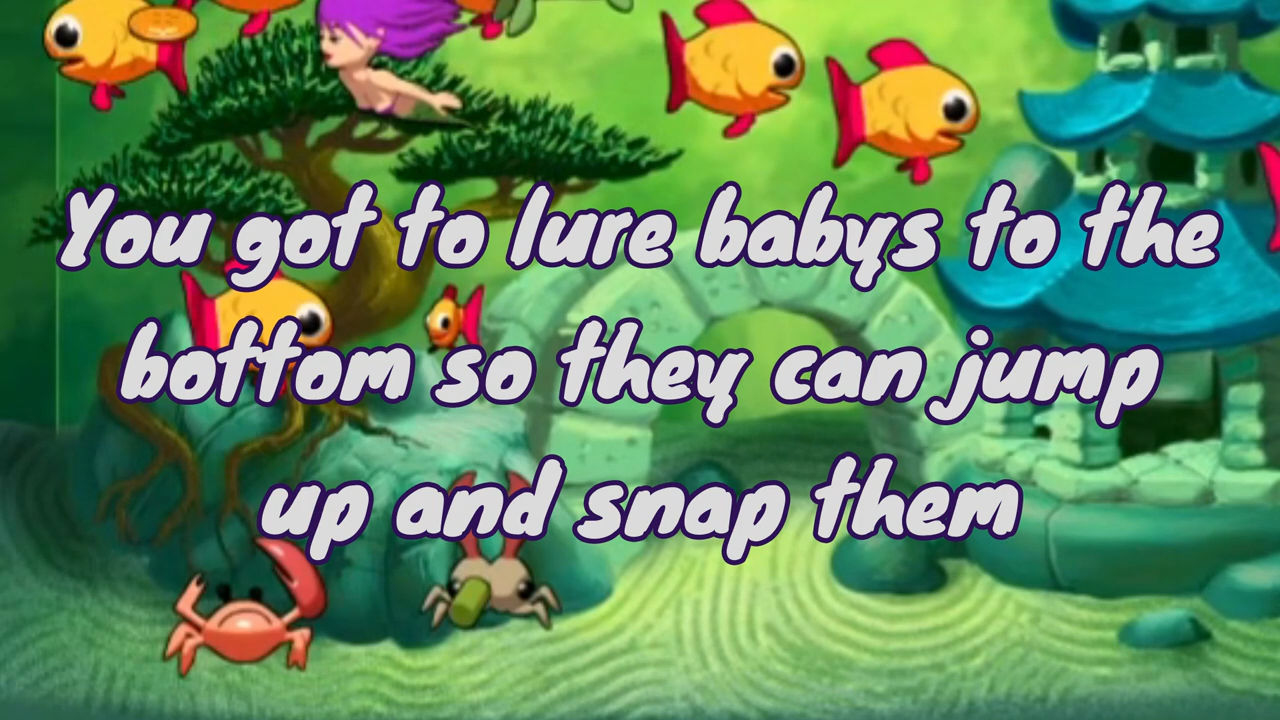 You got to lure babys to the
bottom so they can jump
up and snap them